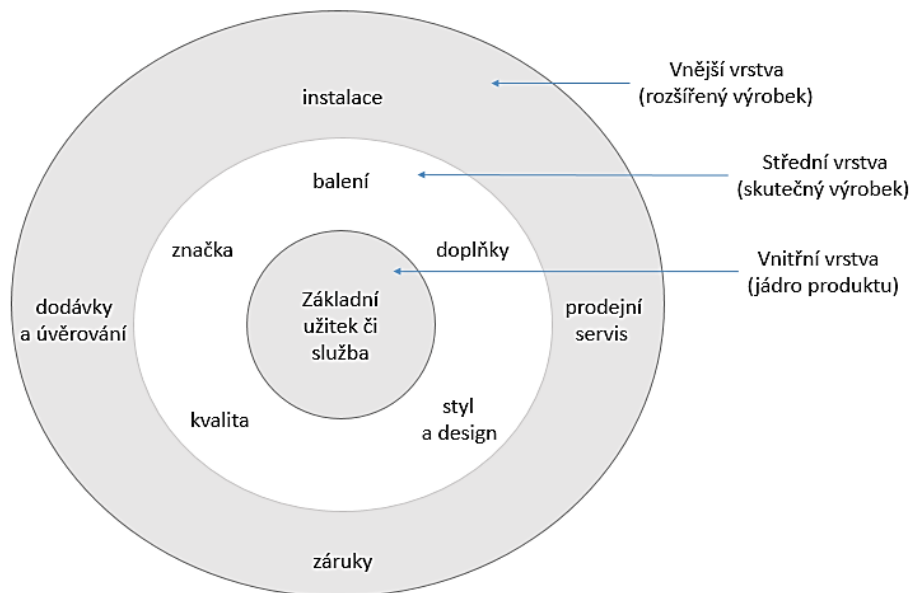 Vnější vrstva
(rozšířený výrobek)
instalace
Střední vrstva
(skutečný výrobek)
balení
značka
doplňky
Vnitřní vrstva
(jádro produktu)
Základní
užitek či
služba
dodávky
a úvěrování
prodejní
servis
kvalita
styl
a design
záruky